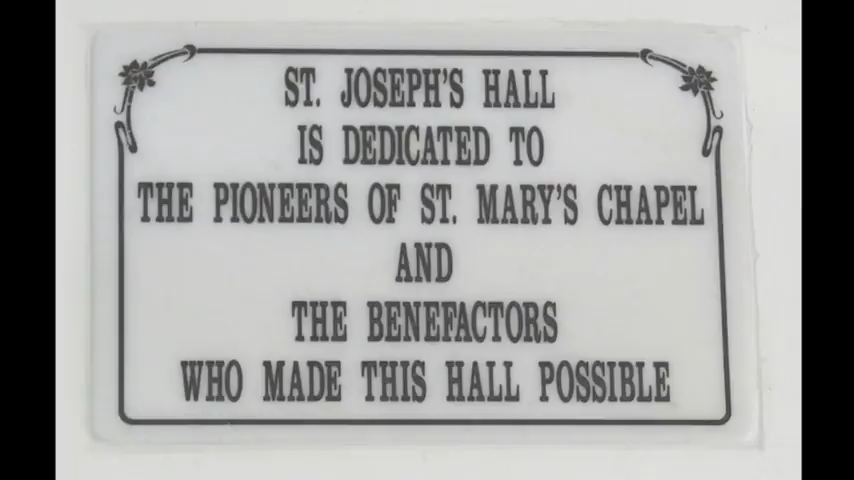 ST. JOSEPH'S HALL
IS DEDICATED TO
THE PIONEERS OF ST. MARY'S CHAPEL
AND
THE BENEFACTORS
WHO MADE THIS HALL POSSIBLE